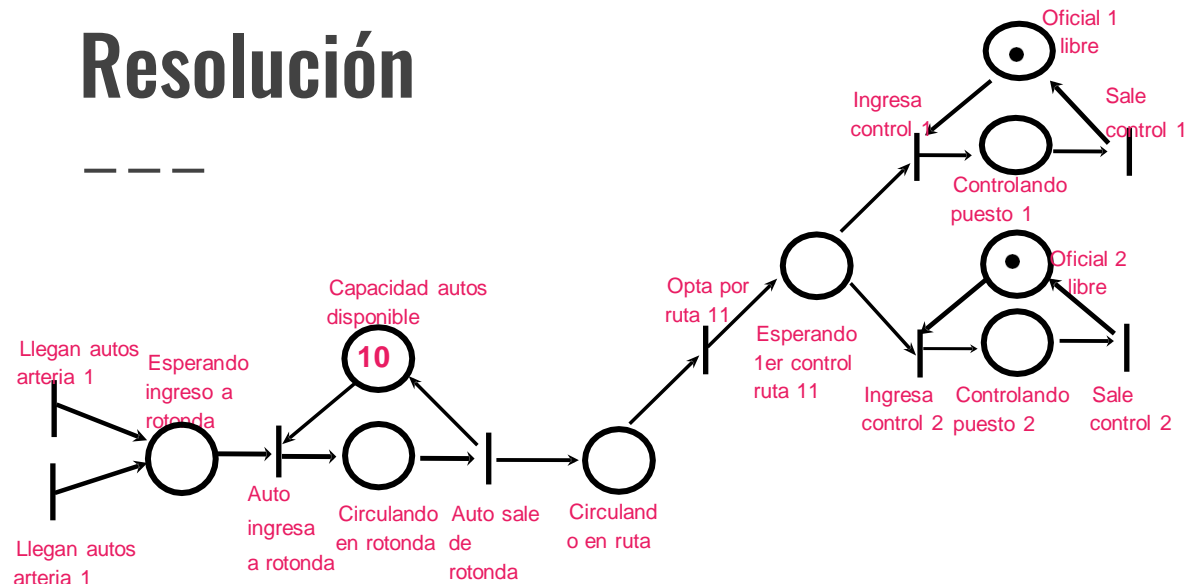 Resolución
Oficial 1
libre
Ingresa
control 1
Sale
control 1
Controlando
puesto 1
Oficial 2
libre
Capacidad autos
disponible
10
Opta por
ruta 11
Esperando
1er control
ruta 11
Ingresa
control 2
Controlando
puesto 2
Sale
control 2
Llegan autos
arteria 1
Esperando
ingreso a
rotonda
Auto
ingresa
a rotonda
Circulando
en rotonda
Auto sale
de
rotonda
Circuland
o en ruta
Llegan autos
arteria 1